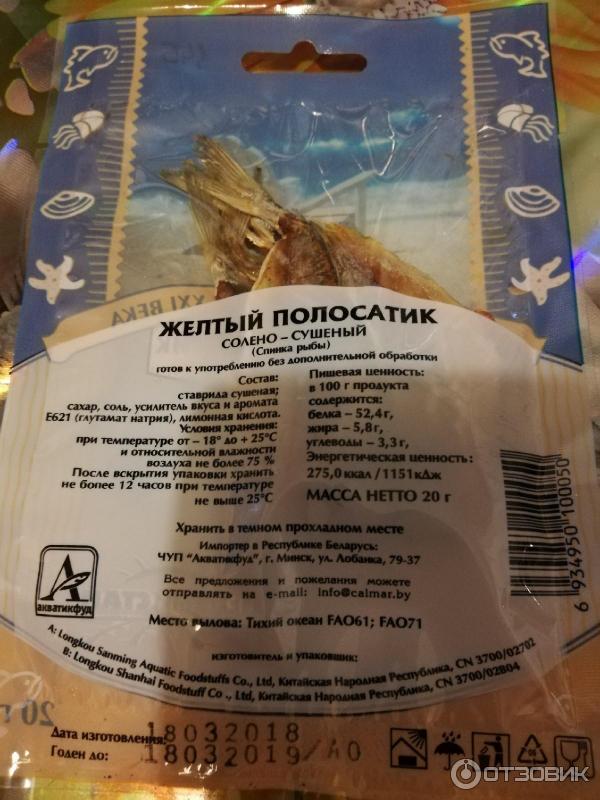 XXI ВЕКА
ЖЕЛТЫЙ ПОЛОСАТИК
СОЛЕНО – СУШЕНЫЙ
(Спинка рыбы)
готов к употреблению без дополнительной обработки
Состав:
ставрида сушеная;
сахар, соль, усилитель вкуса и аромата
Е621 (глутамат натрия), лимонная кислота.
Условия хранения:
при температуре от – 18° до + 25°С
и относительной влажности
воздуха не более 75 %
После вскрытия упаковки хранить
не более 12 часов при температуре
не выше 25°С
Пищевая ценность:
в 100 г продукта
содержится:
белка – 52,4 г,
жира – 5,8 г,
углеводы – 3,3 г,
Энергетическая ценность :
275,0 ккал / 1151кДж
МАССА НЕТТО 20 г
Хранить в темном прохладном месте
Импортер в Республике Беларусь:
ЧУП "Акватикфуд", г. Минск, ул. Лобанка, 79-37
Все предложения и пожелания можете
отправлять на e-mail: info@calmar.by
Место вылова: Тихий океан FAO61; FAO71
акватикфуд
6 934950 100050
изготовитель и упаковщик:
A: Longkou Sanming Aquatic Foodstuffs Co., Ltd, Китайская Народная Республика, CN 3700/02702
B: Longkou Shanhai Foodstuff Co ., Ltd, Китайская Народная Республика, CN 3700/02B04
20 г
Дата изготовления: 18032018
Годен до: 18032019/A0
ОТЗОВИК